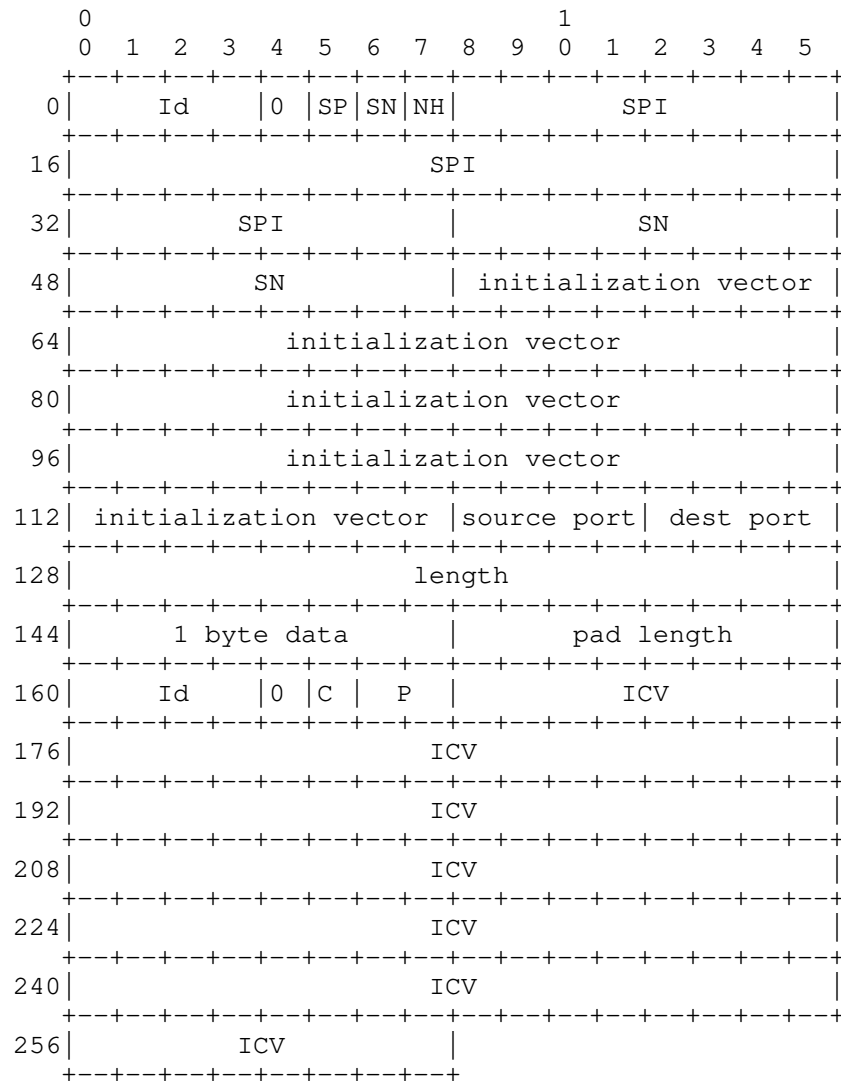 0 1
0 1 2 3 4 5 6 7 8 9 0 1 2 3 4 5
+--+--+--+--+--+--+--+--+--+--+--+--+--+--+--+--+
0| Id |0 |SP|SN|NH| SPI |
+--+--+--+--+--+--+--+--+--+--+--+--+--+--+--+--+
16| SPI |
+--+--+--+--+--+--+--+--+--+--+--+--+--+--+--+--+
32| SPI | SN |
+--+--+--+--+--+--+--+--+--+--+--+--+--+--+--+--+
48| SN | initialization vector |
+--+--+--+--+--+--+--+--+--+--+--+--+--+--+--+--+
64| initialization vector |
+--+--+--+--+--+--+--+--+--+--+--+--+--+--+--+--+
80| initialization vector |
+--+--+--+--+--+--+--+--+--+--+--+--+--+--+--+--+
96| initialization vector |
+--+--+--+--+--+--+--+--+--+--+--+--+--+--+--+--+
112| initialization vector |source port| dest port |
+--+--+--+--+--+--+--+--+--+--+--+--+--+--+--+--+
128| length |
+--+--+--+--+--+--+--+--+--+--+--+--+--+--+--+--+
144| 1 byte data | pad length |
+--+--+--+--+--+--+--+--+--+--+--+--+--+--+--+--+
160| Id |0 |C | P | ICV |
+--+--+--+--+--+--+--+--+--+--+--+--+--+--+--+--+
176| ICV |
+--+--+--+--+--+--+--+--+--+--+--+--+--+--+--+--+
192| ICV |
+--+--+--+--+--+--+--+--+--+--+--+--+--+--+--+--+
208| ICV |
+--+--+--+--+--+--+--+--+--+--+--+--+--+--+--+--+
224| ICV |
+--+--+--+--+--+--+--+--+--+--+--+--+--+--+--+--+
240| ICV |
+--+--+--+--+--+--+--+--+--+--+--+--+--+--+--+--+
256| ICV |
+--+--+--+--+--+--+--+--+